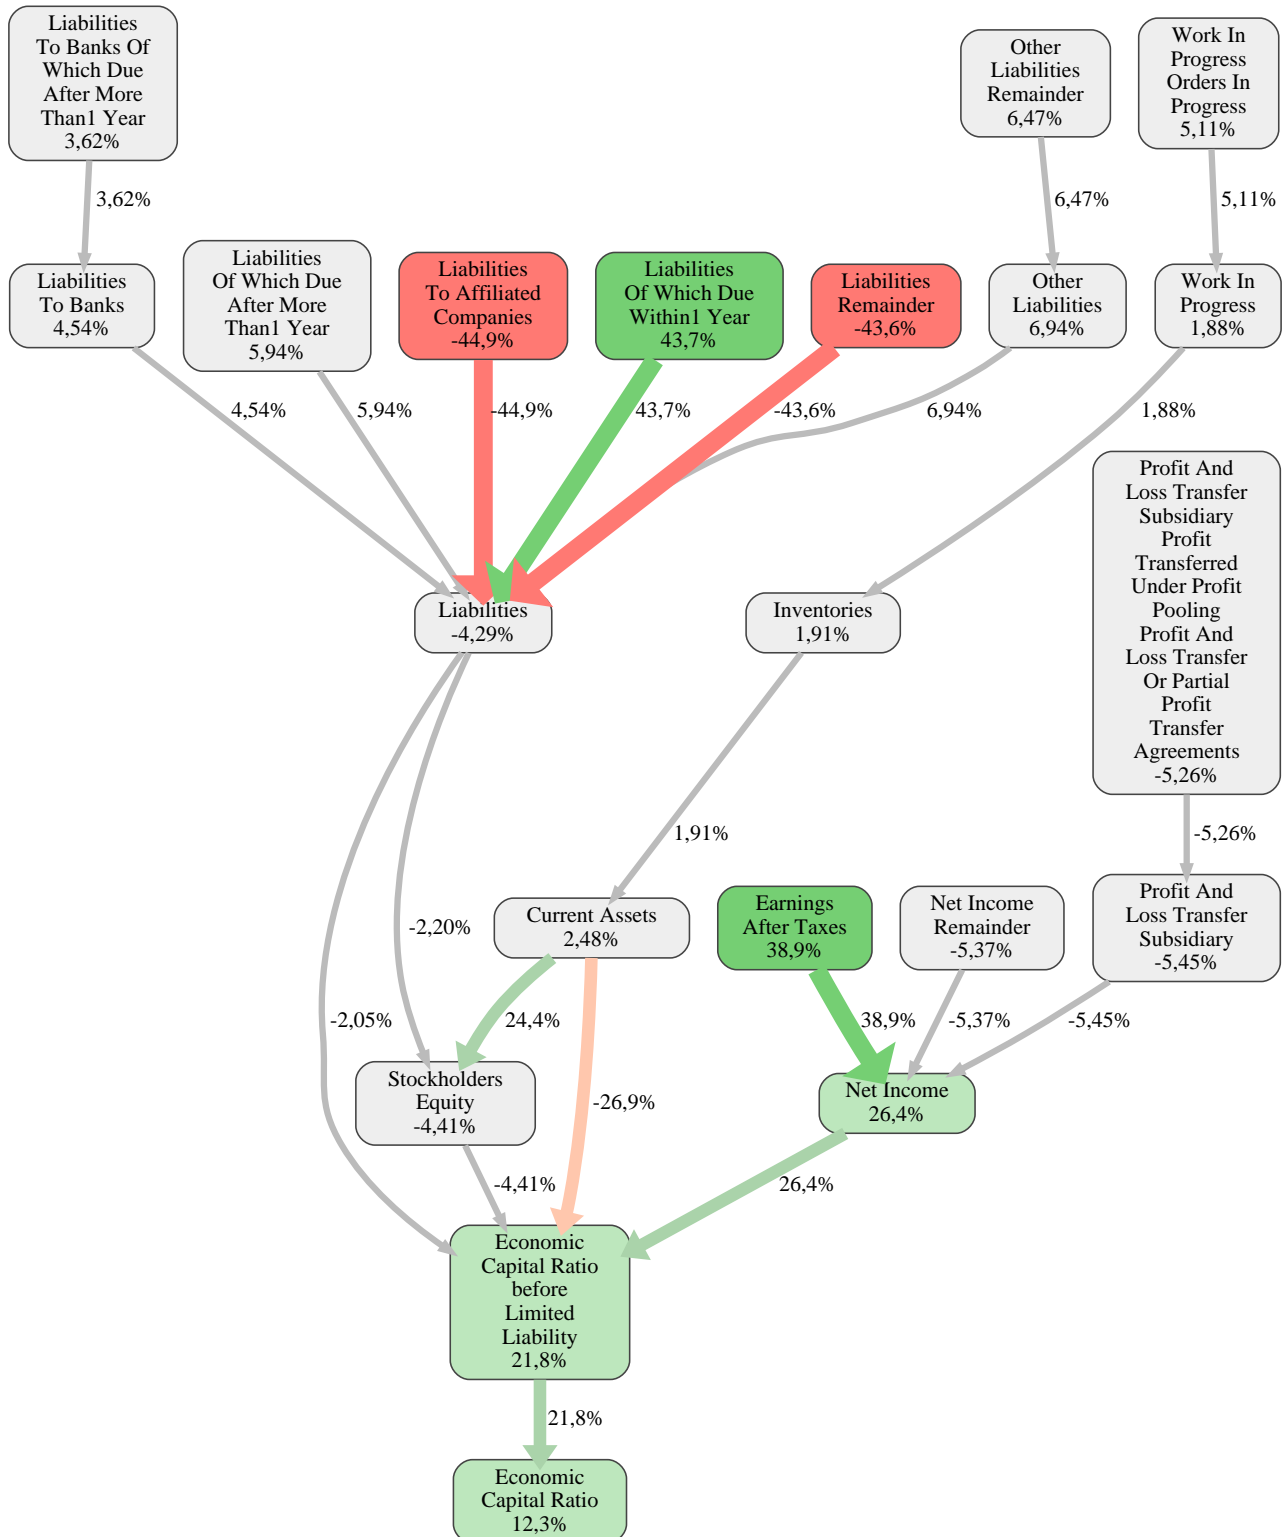 Liabilities
To Banks Of
Which Due
After More
Than1 Year
3,62%
Other
Liabilities
Remainder
6,47%
Work In
Progress
Orders In
Progress
5,11%
3,62%
6,47%
5,11%
Liabilities
To Banks
4,54%
Liabilities
Of Which Due
After More
Than1 Year
5,94%
Liabilities
To Affiliated
Companies
-44,9%
Liabilities
Of Which Due
Within1 Year
43,7%
Liabilities
Remainder
-43,6%
Other
Liabilities
6,94%
Work In
Progress
1,88%
4,54%
5,94%
-44,9%
43,7%
-43,6%
6,94%
1,88%
Profit And
Loss Transfer
Subsidiary
Profit
Transferred
Under Profit
Pooling
Profit And
Loss Transfer
Or Partial
Profit
Transfer
Agreements
-5,26%
Liabilities
-4,29%
Inventories
1,91%
1,91%
-5,26%
Current Assets
2,48%
Earnings
After Taxes
38,9%
Net Income
Remainder
-5,37%
Profit And
Loss Transfer
Subsidiary
-5,45%
-2,20%
-2,05%
24,4%
38,9%
-5,37%
-5,45%
Stockholders
Equity
-4,41%
-26,9%
Net Income
26,4%
-4,41%
26,4%
Economic
Capital Ratio
before
Limited
Liability
21,8%
21,8%
Economic
Capital Ratio
12,3%